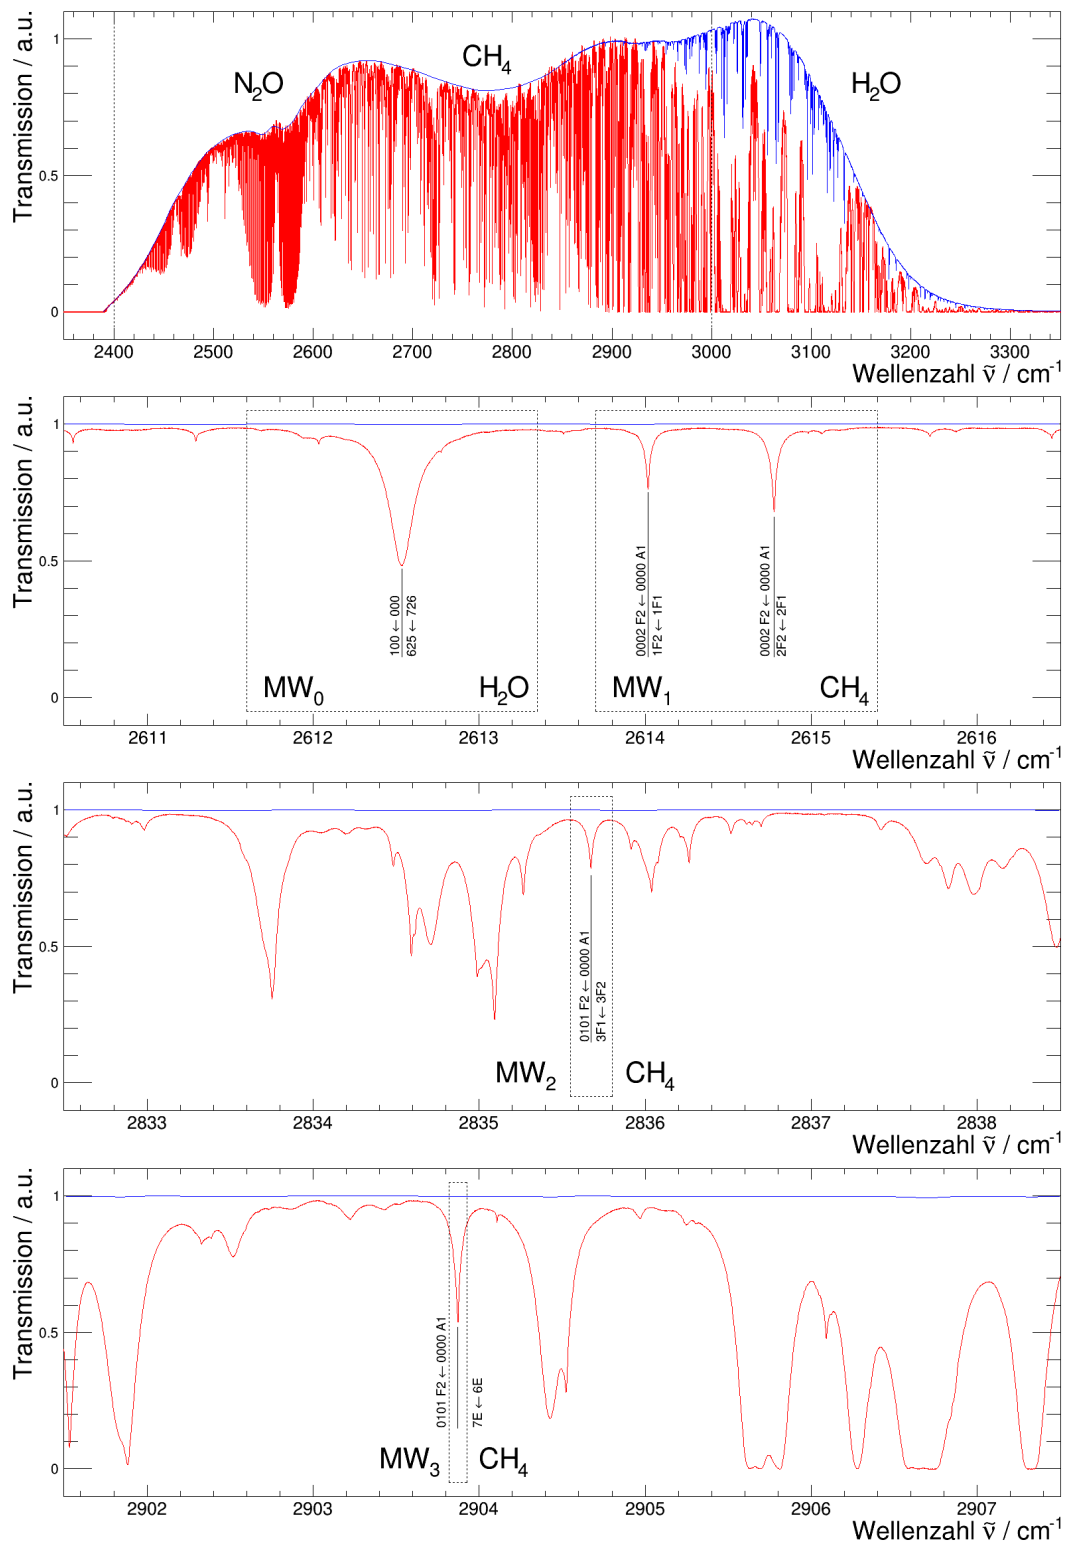 Transmission / a.u.
1
0.5
0
N2O
CH4
H2O
2400 2500 2600 2700 2800 2900 3000 3100 3200 3300
Wellenzahl ṽ / cm-1
Transmission / a.u.
1
0.5
0
100 ← 000
625 ← 726
0002 F2 ← 0000 A1
1F2 ← 1F1
0002 F2 ← 0000 A1
2F2 ← 2F1
MW0
H2O
MW1
CH4
2611 2612 2613 2614 2615 2616
Wellenzahl ṽ / cm-1
Transmission / a.u.
1
0.5
0
0101 F2 ← 0000 A1
3F1 ← 3F2
MW2
CH4
2833 2834 2835 2836 2837 2838
Wellenzahl ṽ / cm-1
Transmission / a.u.
1
0.5
0
0101 F2 ← 0000 A1
7E ← 6E
MW3
CH4
2902 2903 2904 2905 2906 2907
Wellenzahl ṽ / cm-1